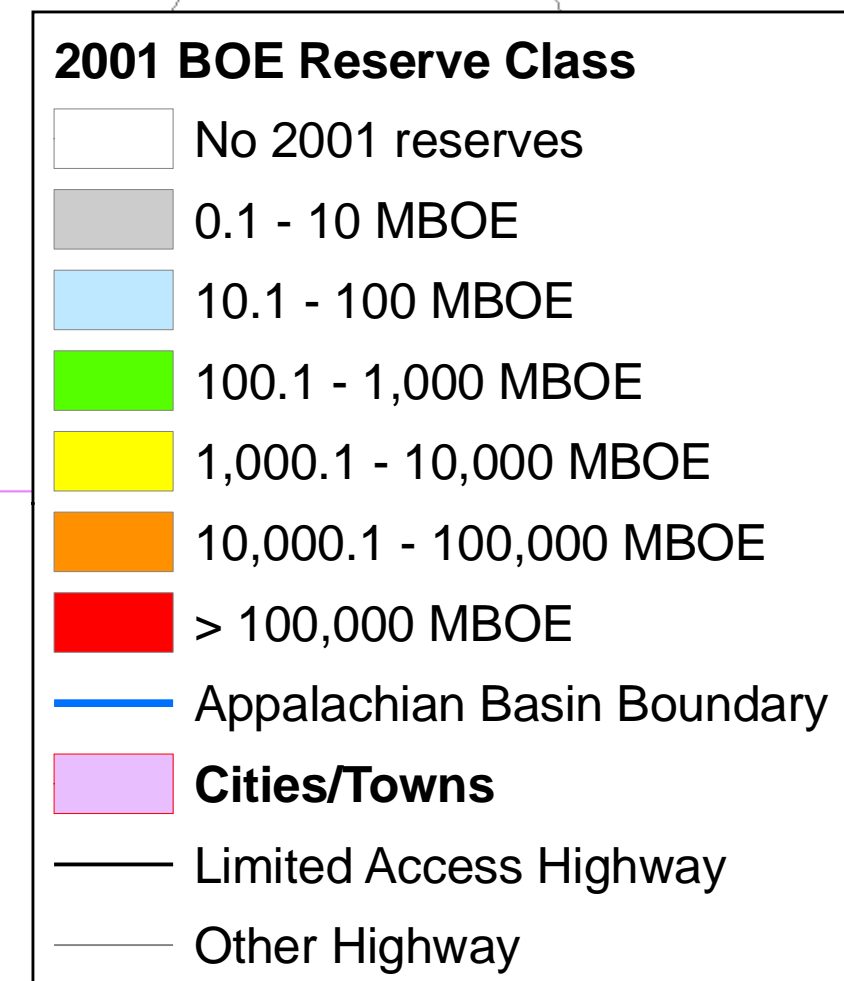 2001 BOE Reserve Class
No 2001 reserves
0.1 - 10 MBOE
10.1 - 100 MBOE
100.1 - 1,000 MBOE
1,000.1 - 10,000 MBOE
10,000.1 - 100,000 MBOE
> 100,000 MBOE
Appalachian Basin Boundary
Cities/Towns
Limited Access Highway
Other Highway